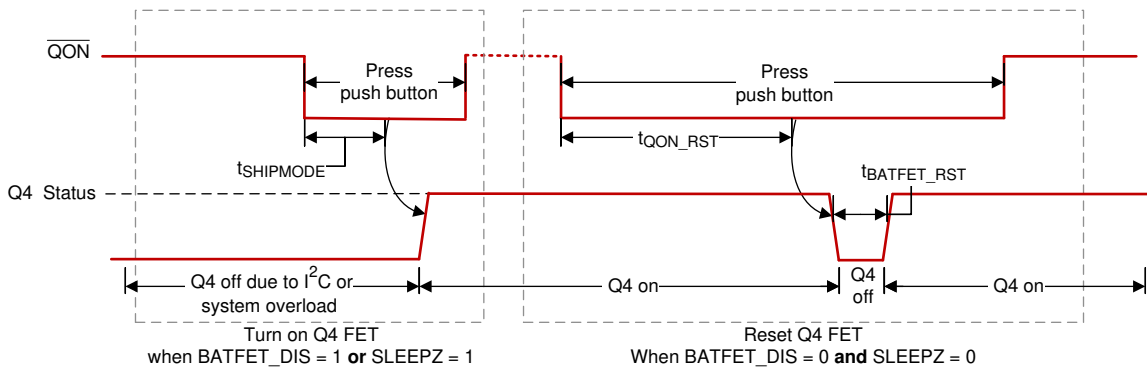 QON
Press
push button
Press
push button
tSHIPMODE
tQON_RST
tBATFET_RST
Q4 Status
Q4 off due to I²C or
system overload
Q4 on
Q4
off
Q4 on
Turn on Q4 FET
when BATFET_DIS = 1 or SLEEPZ = 1
Reset Q4 FET
When BATFET_DIS = 0 and SLEEPZ = 0